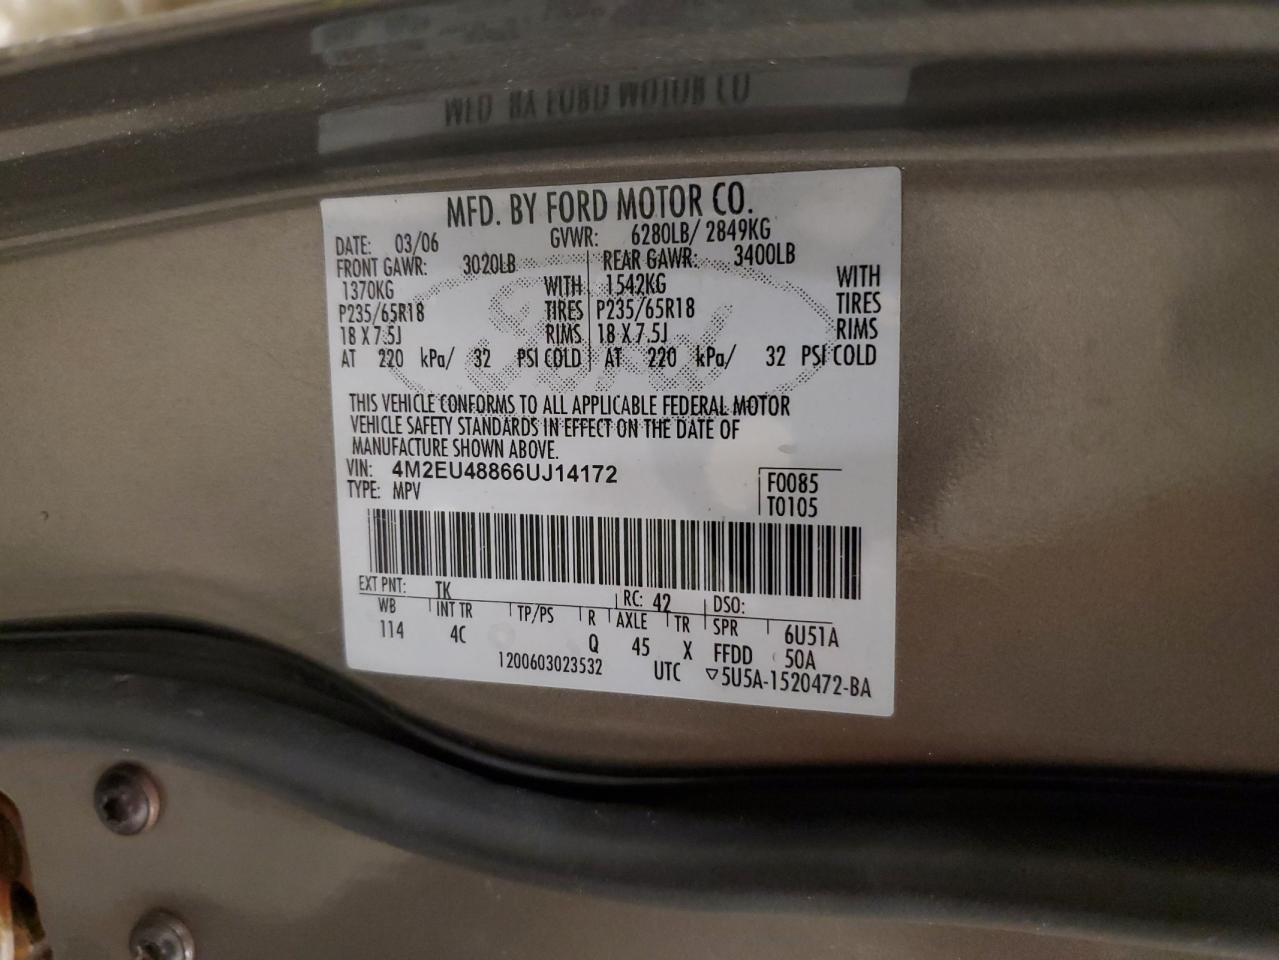 MFD. BY FORD MOTOR CO.
DATE: 03/06 GVWR: 6280LB/ 2849KG
FRONT GAWR: 3020LB REAR GAWR: 3400LB
1370KG WITH 1542KG WITH
P235/65R18 TIRES P235/65R18 TIRES
18 X 7.5J RIMS 18 X 7.5J RIMS
AT 220 kPa/ 32 PSI COLD AT 220 kPa/ 32 PSI COLD
THIS VEHICLE CONFORMS TO ALL APPLICABLE FEDERAL MOTOR
VEHICLE SAFETY STANDARDS IN EFFECT ON THE DATE OF
MANUFACTURE SHOWN ABOVE.
VIN: 4M2EU48866UJ14172 F0085
TYPE: MPV T0105
EXT PNT: TK RC: 42 DSO:
WB INT TR TP/PS R AXLE TR SPR 6U51A
114 4C Q 45 X FFDD 50A
1200603023532 UTC ▽5U5A-1520472-BA